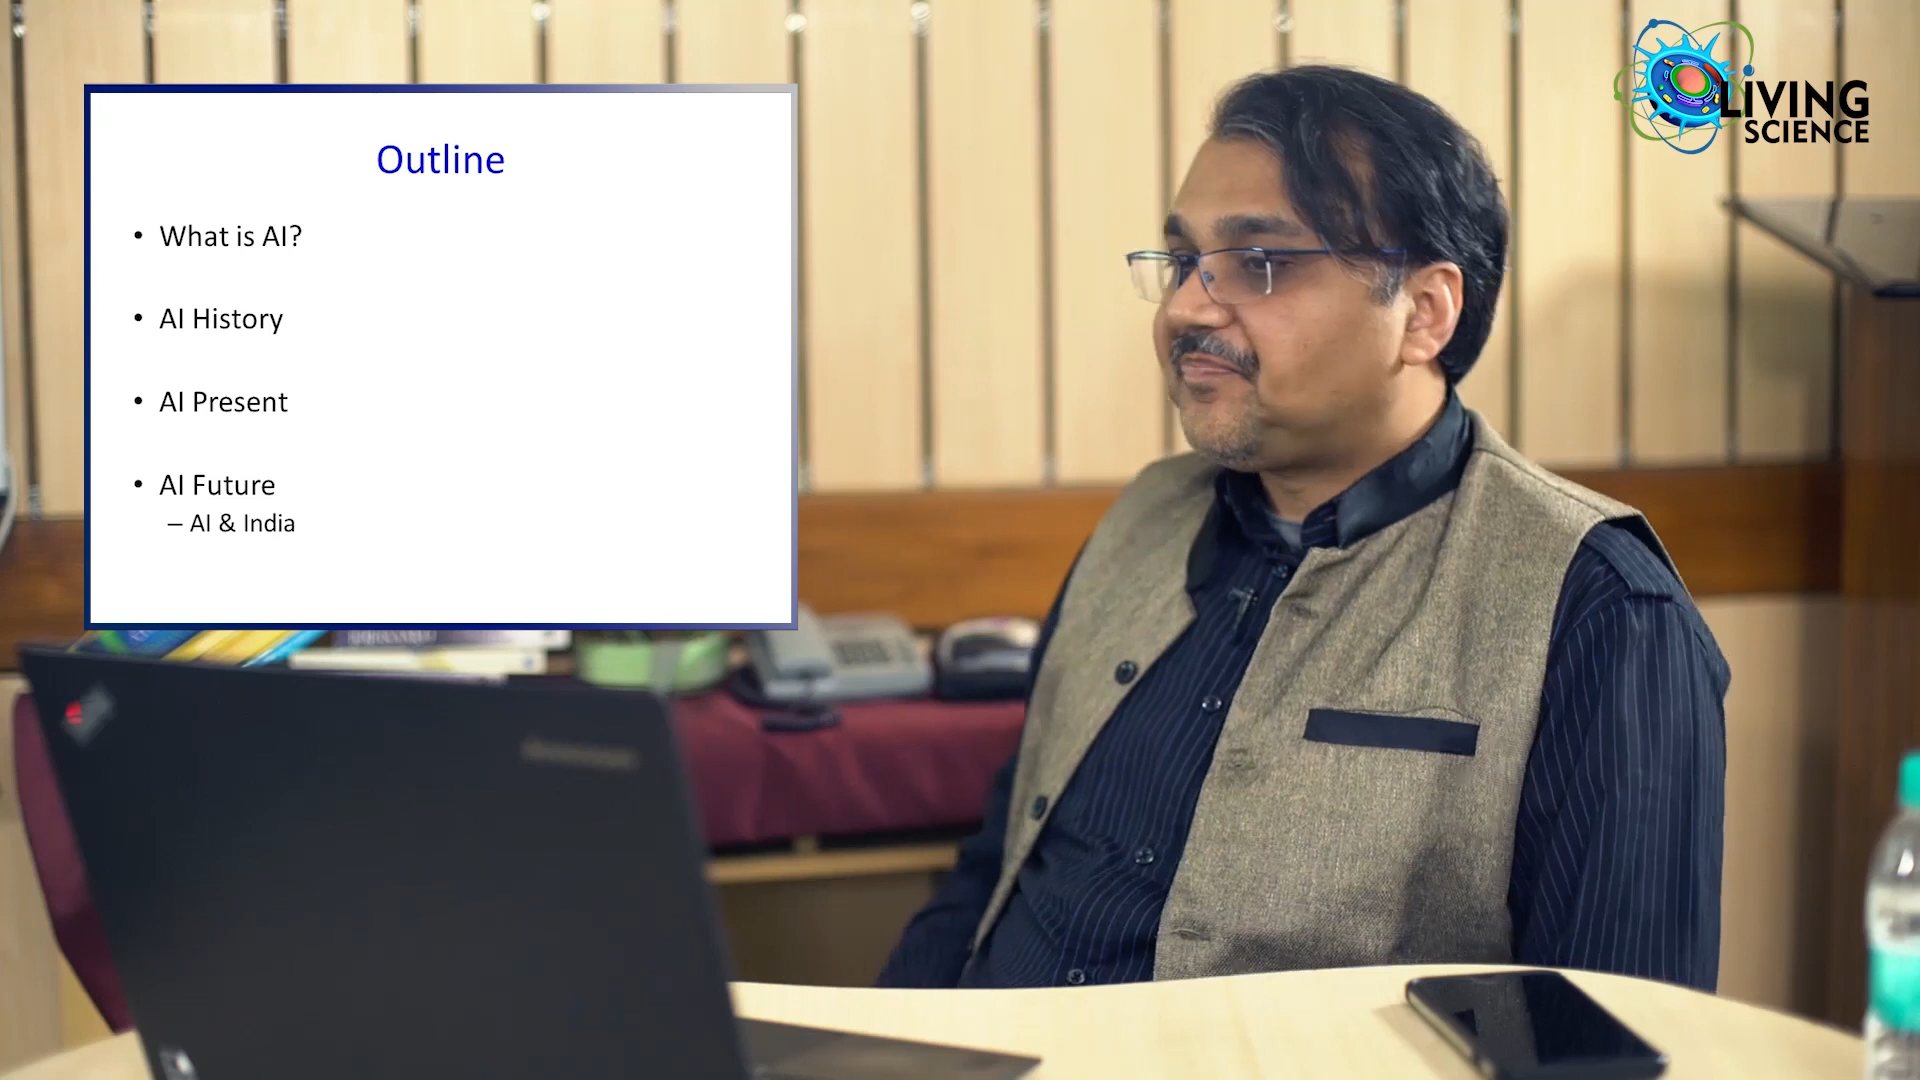 Outline
• What is AI?
• AI History
• AI Present
• AI Future
– AI & India
LIVING
SCIENCE